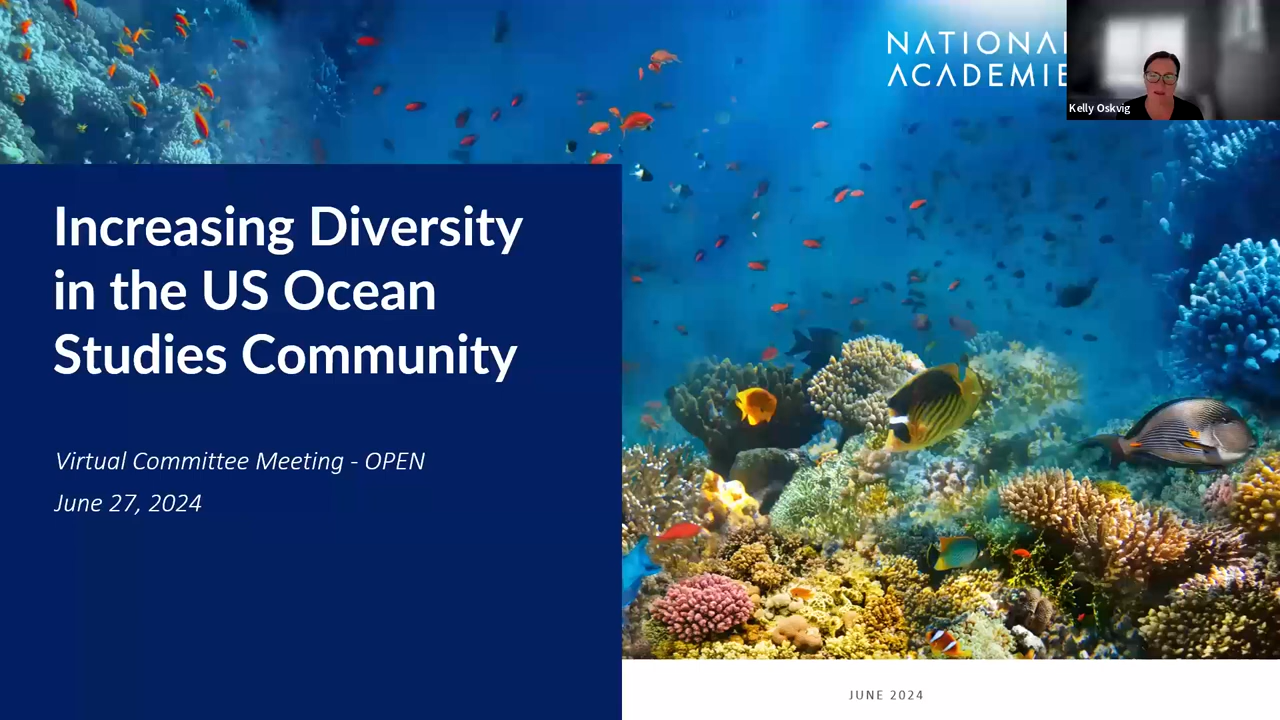 NATIONAL
ACADEMIE
Kelly Oskvig
Increasing Diversity
in the US Ocean
Studies Community
Virtual Committee Meeting - OPEN
June 27, 2024
JUNE 2024